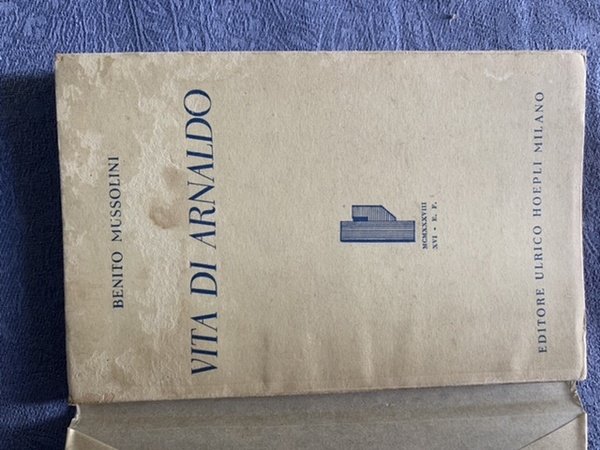 BENITO MUSSOLINI
VITA DI ARNALDO
MCMXXXVIII
XVI • E. F.
EDITORE ULRICO HOEPLI MILANO